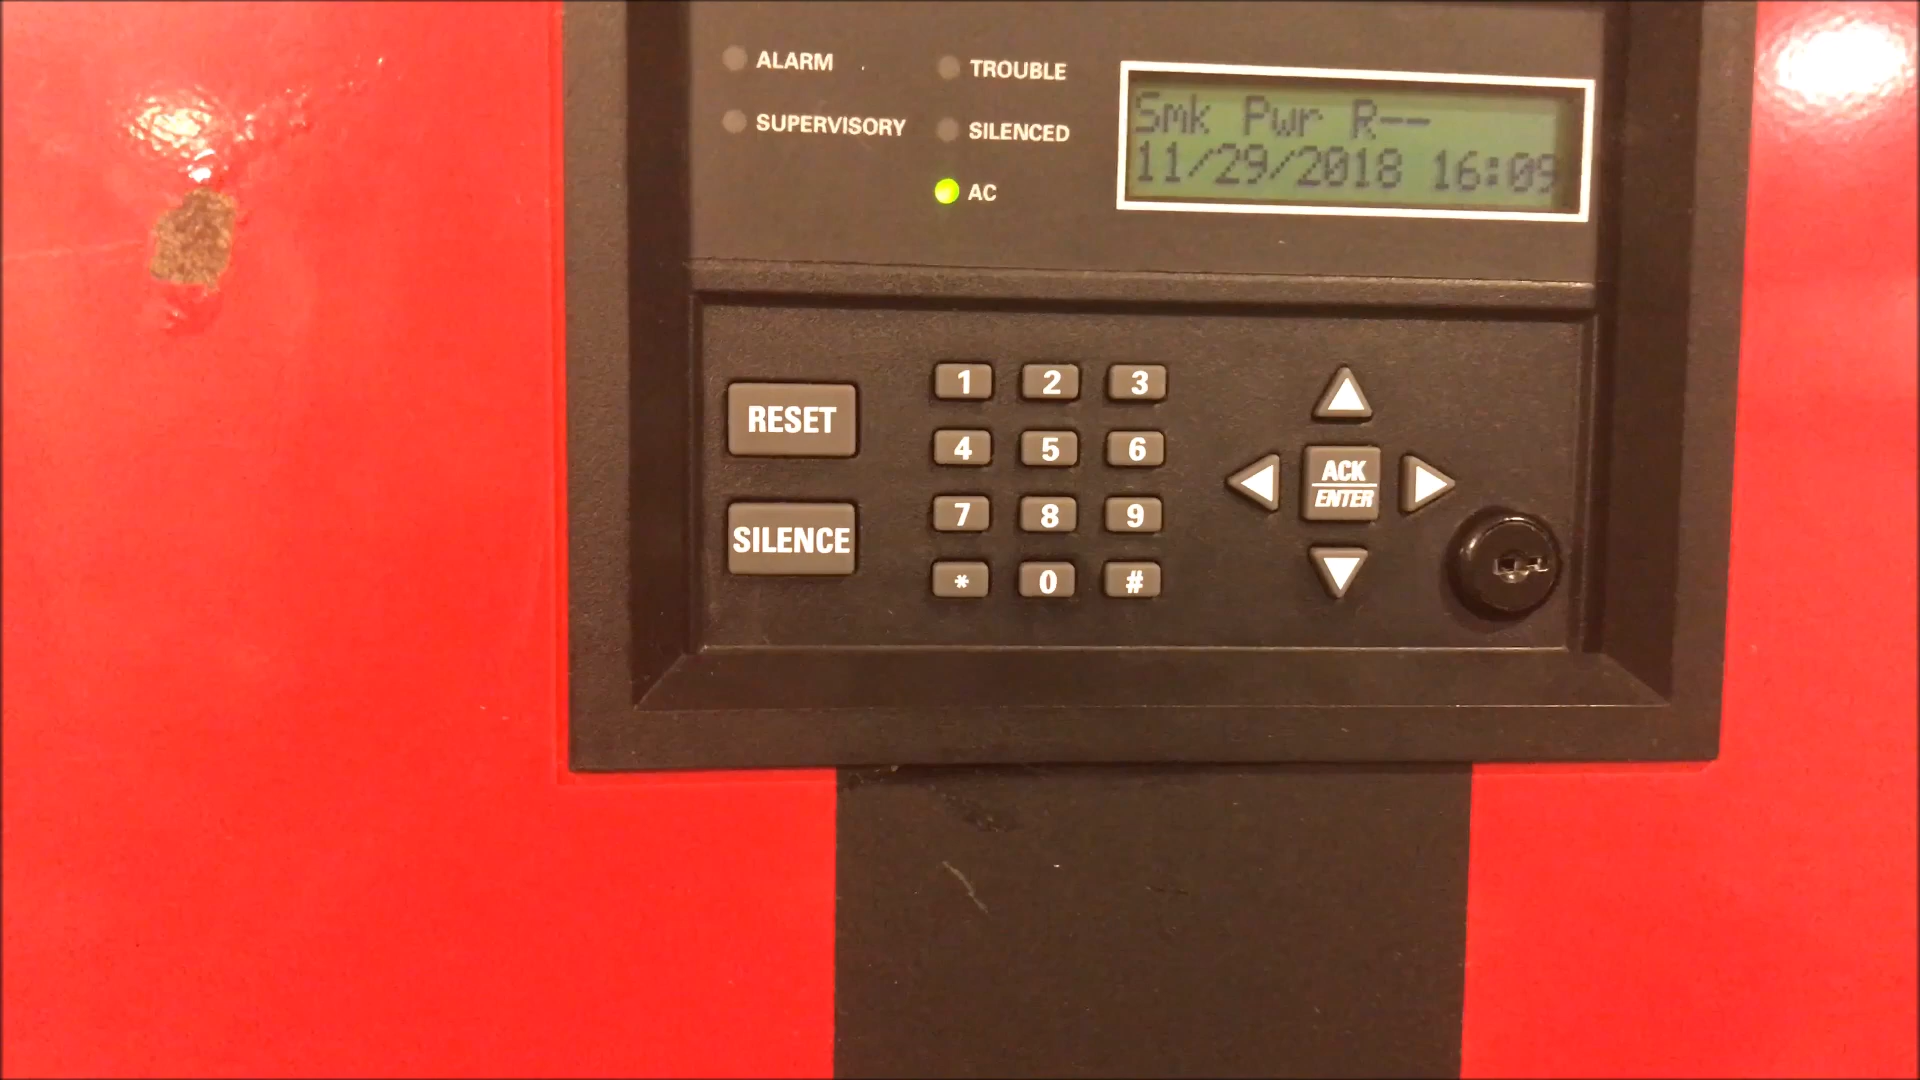 ALARM
TROUBLE
SUPERVISORY
SILENCED
AC
Smk Pwr R--
11/29/2018 16:09
RESET
SILENCE
1 2 3
4 5 6
7 8 9
* 0 #
ACK
ENTER